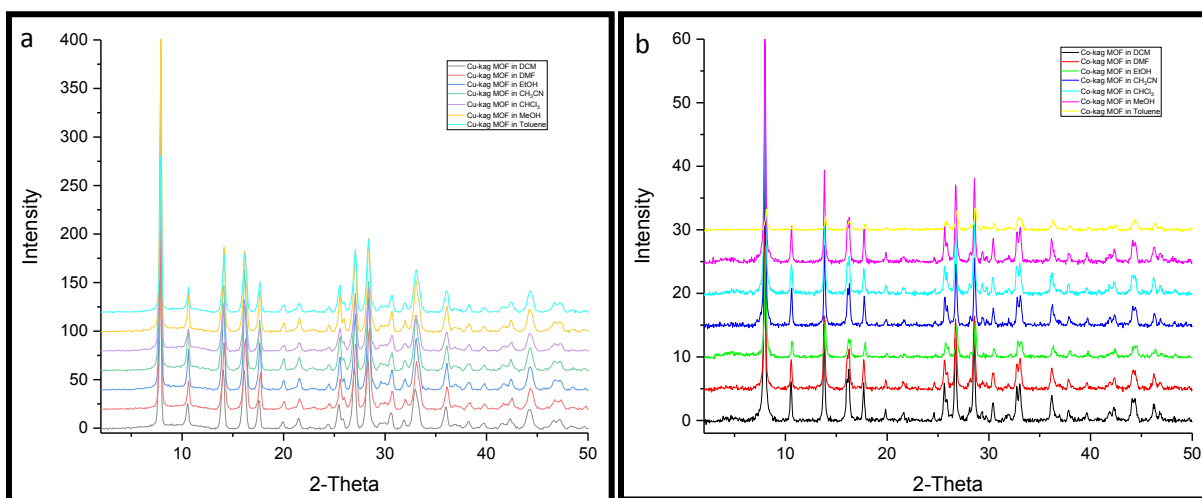 a
400
350
300
250
200
150
100
50
0
Intensity
10
20
30
40
50
2-Theta
Cu-kag MOF in DCM
Cu-kag MOF in DMF
Cu-kag MOF in EtOH
Cu-kag MOF in CH₃CN
Cu-kag MOF in CHCl₃
Cu-kag MOF in MeOH
Cu-kag MOF in Toluene
b
60
50
40
30
20
10
0
Intensity
10
20
30
40
50
2-Theta
Co-kag MOF in DCM
Co-kag MOF in DMF
Co-kag MOF in EtOH
Co-kag MOF in CH₃CN
Co-kag MOF in CHCl₃
Co-kag MOF in MeOH
Co-kag MOF in Toluene